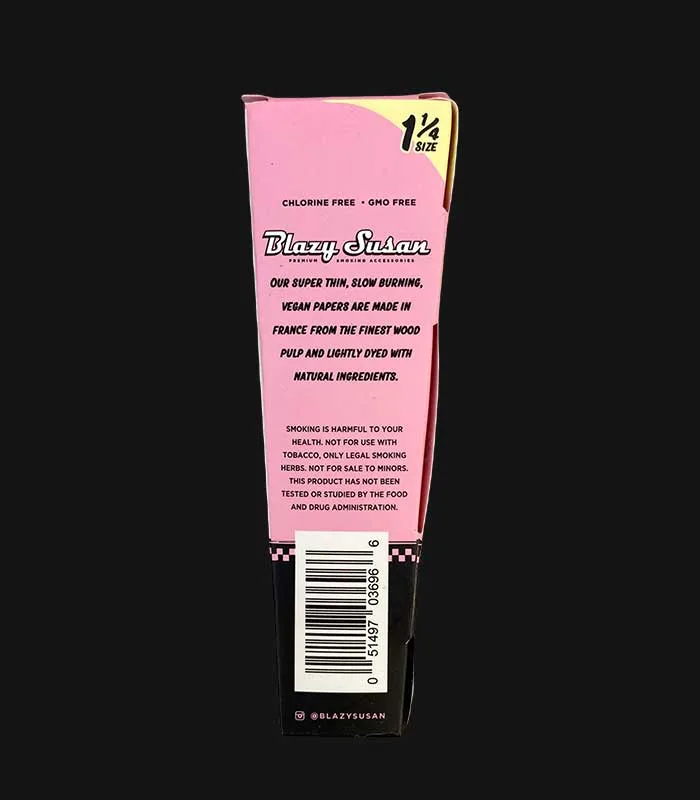 1 1/4
SIZE
CHLORINE FREE • GMO FREE
Blazy Susan
PREMIUM SMOKING ACCESSORIES
OUR SUPER THIN, SLOW BURNING,
VEGAN PAPERS ARE MADE IN
FRANCE FROM THE FINEST WOOD
PULP AND LIGHTLY DYED WITH
NATURAL INGREDIENTS.
SMOKING IS HARMFUL TO YOUR
HEALTH. NOT FOR USE WITH
TOBACCO, ONLY LEGAL SMOKING
HERBS. NOT FOR SALE TO MINORS.
THIS PRODUCT HAS NOT BEEN
TESTED OR STUDIED BY THE FOOD
AND DRUG ADMINISTRATION.
0 51497 03696 6
@BLAZYSUSAN